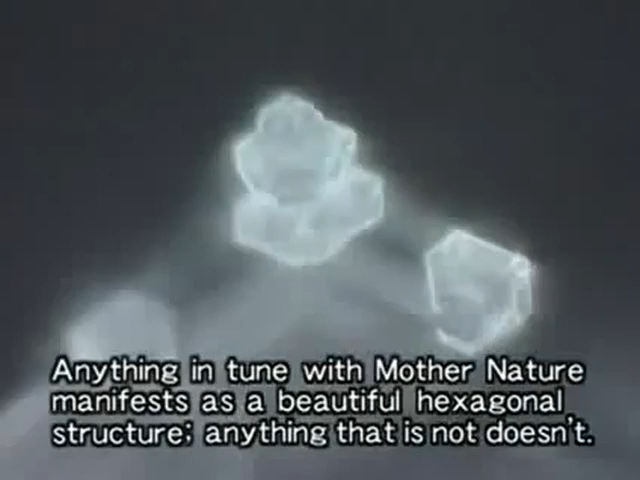 Anything in tune with Mother Nature
manifests as a beautiful hexagonal
structure; anything that is not doesn't.